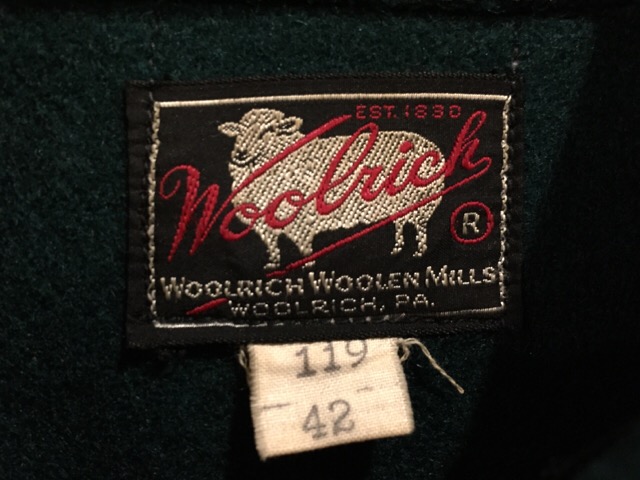 EST. 1830
Woolrich
®
WOOLRICH WOOLEN MILLS
WOOLRICH, PA.
119
42